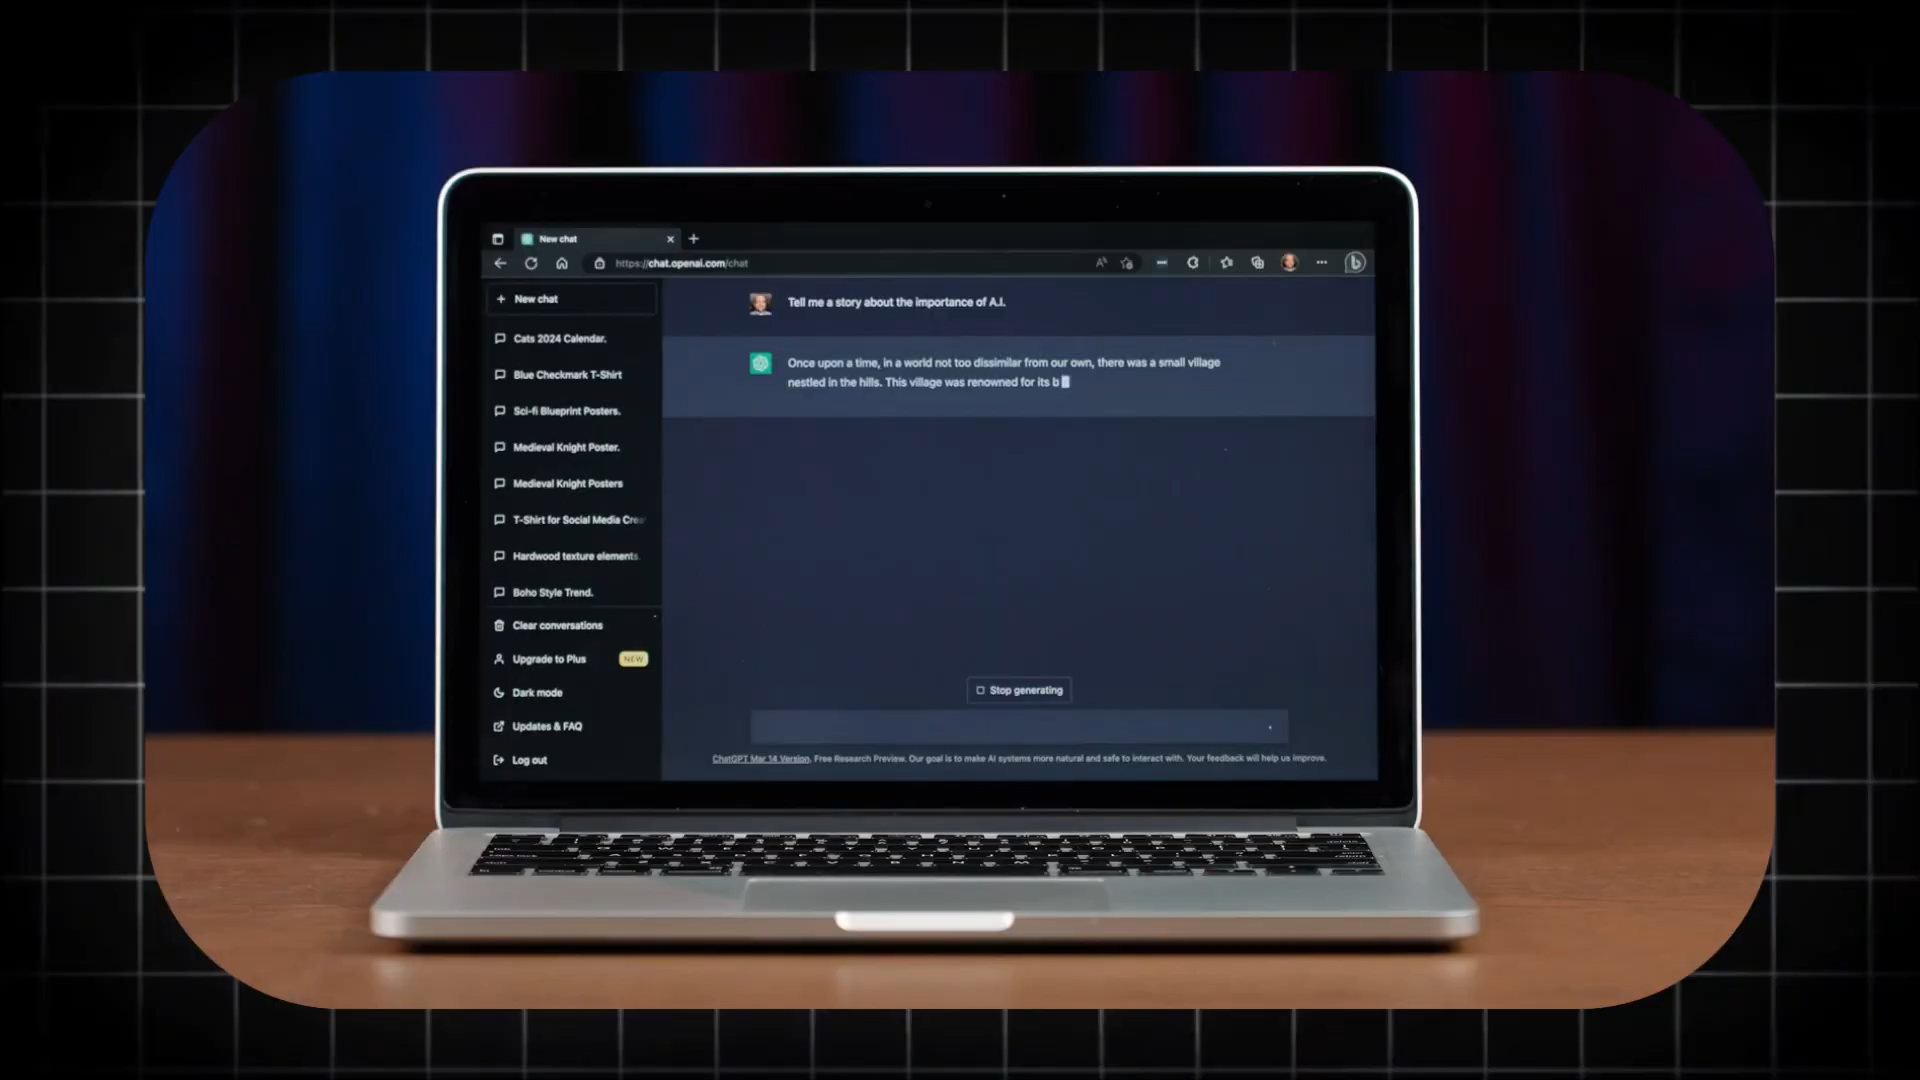 New chat
https://chat.openai.com/chat
New chat
Cats 2024 Calendar.
Blue Checkmark T-Shirt
Sci-fi Blueprint Posters.
Medieval Knight Poster.
Medieval Knight Posters
T-Shirt for Social Media Crea
Hardwood texture elements.
Boho Style Trend.
Clear conversations
Upgrade to Plus NEW
Dark mode
Updates & FAQ
Log out
Tell me a story about the importance of A.I.
Once upon a time, in a world not too dissimilar from our own, there was a small village
nestled in the hills. This village was renowned for its b
Stop generating
ChatGPT Mar 14 Version. Free Research Preview. Our goal is to make AI systems more natural and safe to interact with. Your feedback will help us improve.